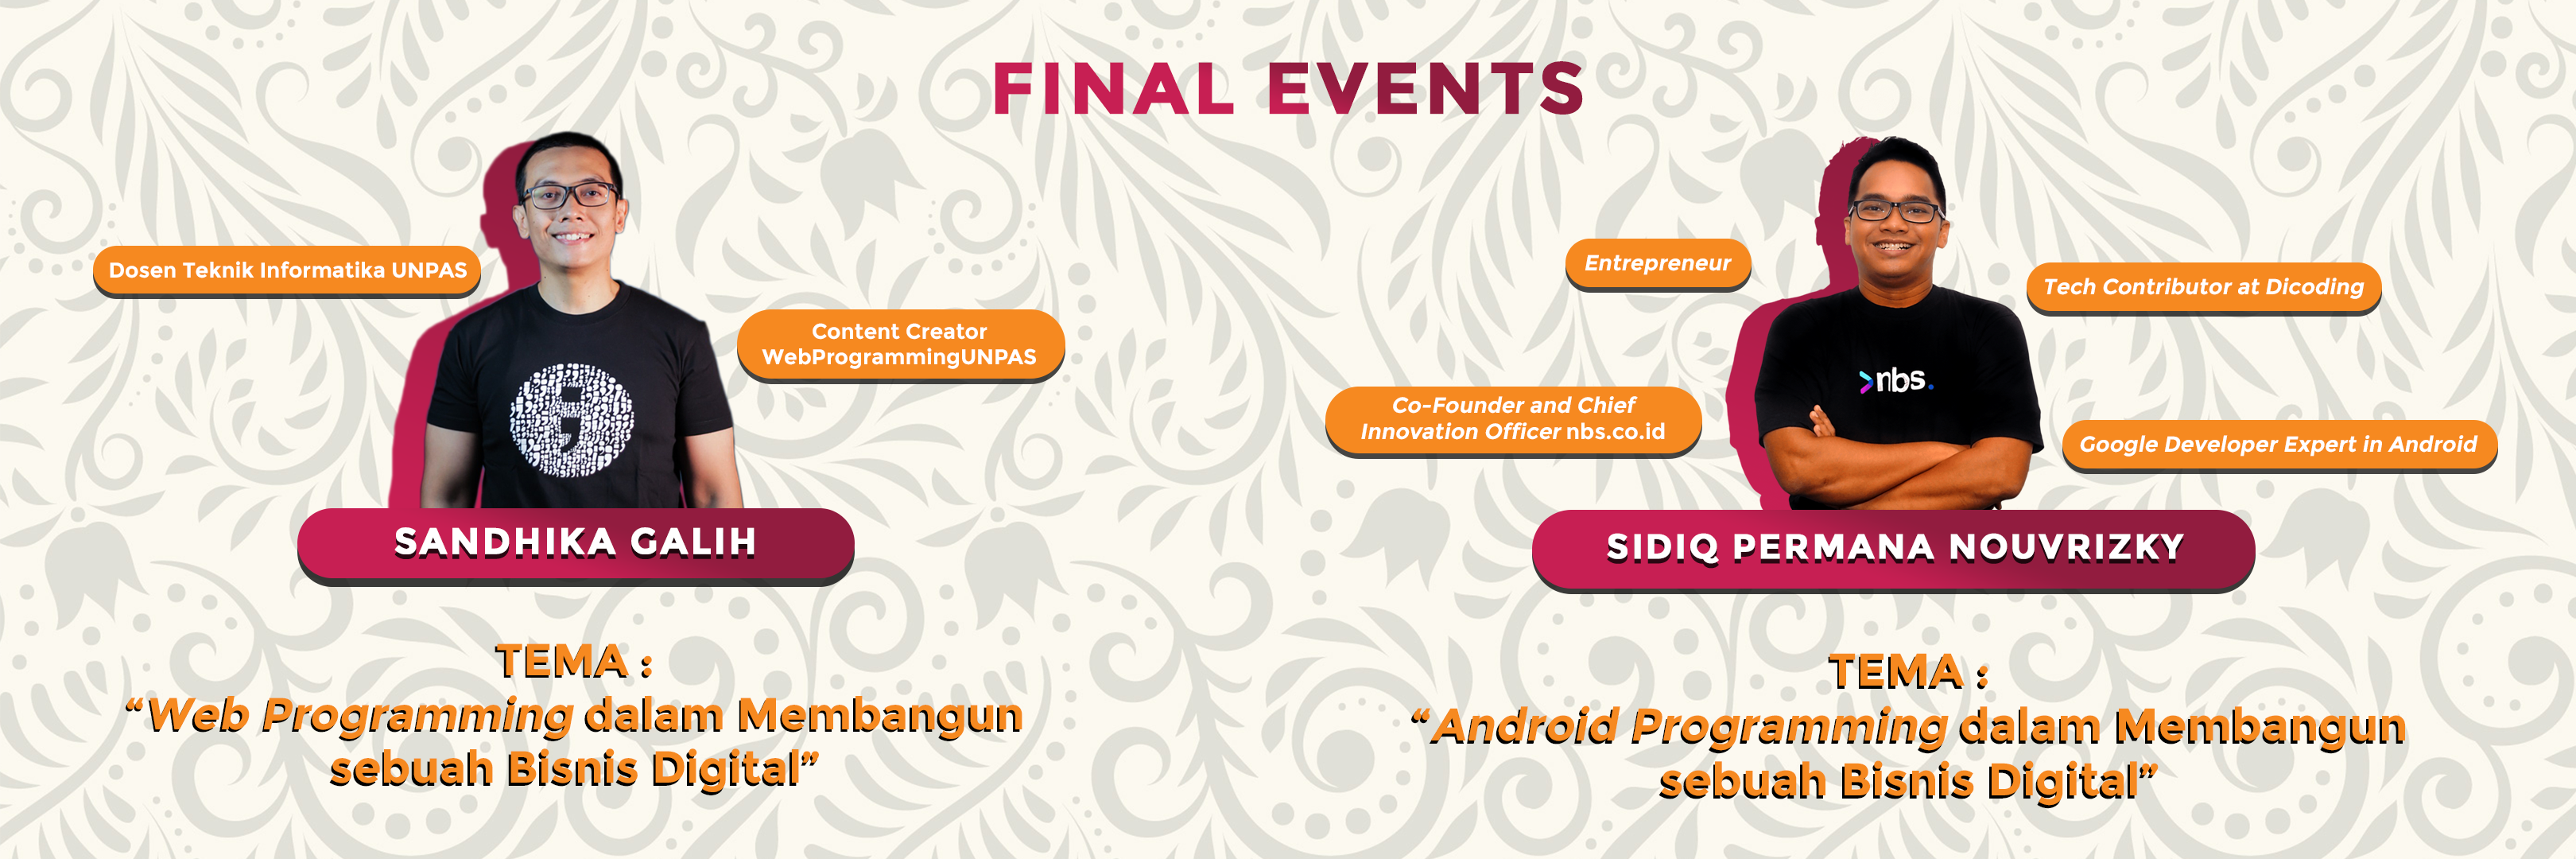 FINAL EVENTS
Dosen Teknik Informatika UNPAS
Content Creator
WebProgrammingUNPAS
SANDHIKA GALIH
TEMA :
“Web Programming dalam Membangun
sebuah Bisnis Digital”
Entrepreneur
Tech Contributor at Dicoding
Co-Founder and Chief
Innovation Officer nbs.co.id
>nbs.
Google Developer Expert in Android
SIDIQ PERMANA NOUVRIZKY
TEMA :
“Android Programming dalam Membangun
sebuah Bisnis Digital”